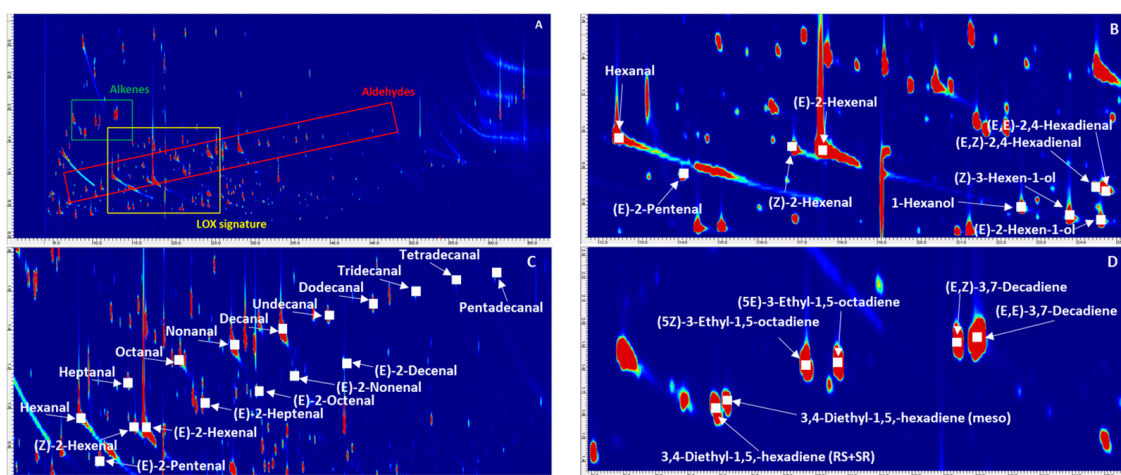 A
Alkenes
Aldehydes
LOX signature
B
Hexanal
(E)-2-Hexenal
(E,E)-2,4-Hexadienal
(E,Z)-2,4-Hexadienal
(Z)-3-Hexen-1-ol
1-Hexanol
(E)-2-Pentenal
(Z)-2-Hexenal
(E)-2-Hexen-1-ol
C
Tetradecanal
Tridecanal
Dodecanal
Pentadecanal
Undecanal
Decanal
Nonanal
Octanal
(E)-2-Decenal
Heptanal
(E)-2-Nonenal
(E)-2-Octenal
Hexanal
(E)-2-Heptenal
(Z)-2-Hexenal
(E)-2-Hexenal
(E)-2-Pentenal
D
(E,Z)-3,7-Decadiene
(5E)-3-Ethyl-1,5-octadiene
(E,E)-3,7-Decadiene
(5Z)-3-Ethyl-1,5-octadiene
3,4-Diethyl-1,5,-hexadiene (meso)
3,4-Diethyl-1,5,-hexadiene (RS+SR)